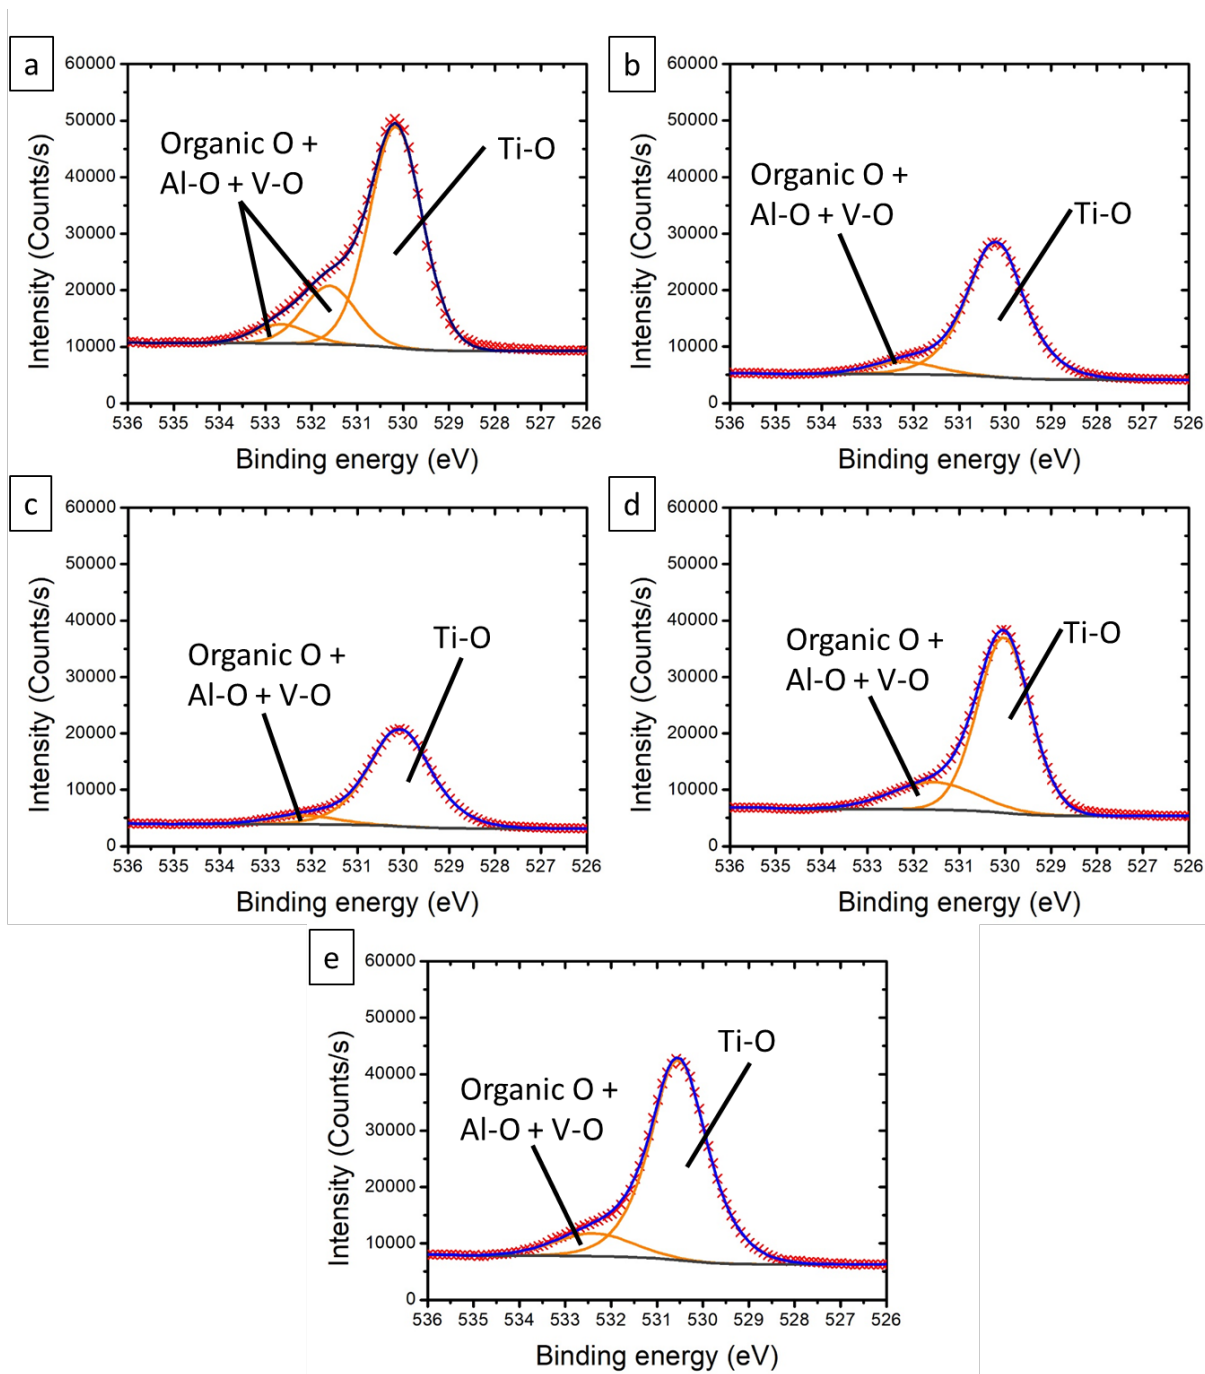 a
60000
50000
40000
30000
20000
10000
0
Intensity (Counts/s)
Organic O +
Al-O + V-O
Ti-O
536 535 534 533 532 531 530 529 528 527 526
Binding energy (eV)
b
60000
50000
40000
30000
20000
10000
0
Intensity (Counts/s)
Organic O +
Al-O + V-O
Ti-O
536 535 534 533 532 531 530 529 528 527 526
Binding energy (eV)
c
60000
50000
40000
30000
20000
10000
0
Intensity (Counts/s)
Organic O +
Al-O + V-O
Ti-O
536 535 534 533 532 531 530 529 528 527 526
Binding energy (eV)
d
60000
50000
40000
30000
20000
10000
0
Intensity (Counts/s)
Organic O +
Al-O + V-O
Ti-O
536 535 534 533 532 531 530 529 528 527 526
Binding energy (eV)
e
60000
50000
40000
30000
20000
10000
0
Intensity (Counts/s)
Organic O +
Al-O + V-O
Ti-O
536 535 534 533 532 531 530 529 528 527 526
Binding energy (eV)